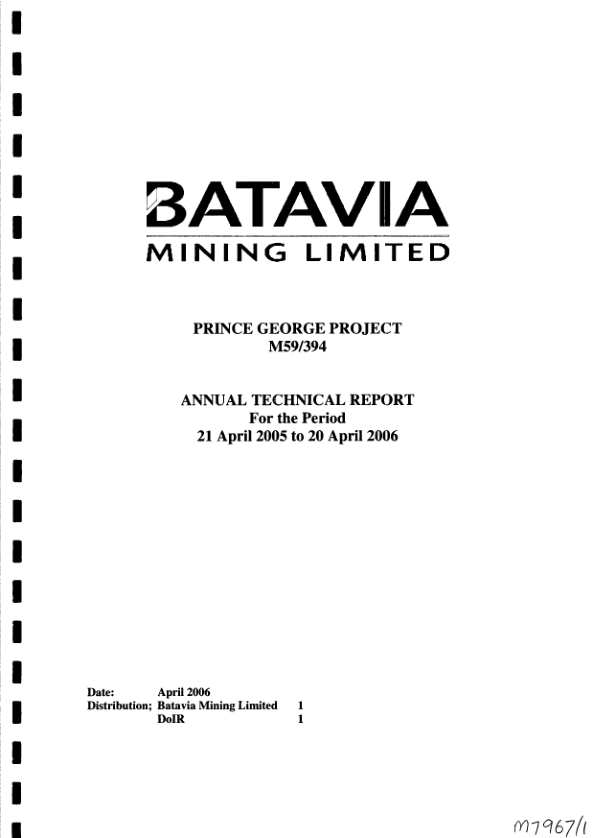 BATAVIA
MINING LIMITED
PRINCE GEORGE PROJECT
M59/394
ANNUAL TECHNICAL REPORT
For the Period
21 April 2005 to 20 April 2006
Date: April 2006
Distribution; Batavia Mining Limited 1
DoIR 1
M7967/1